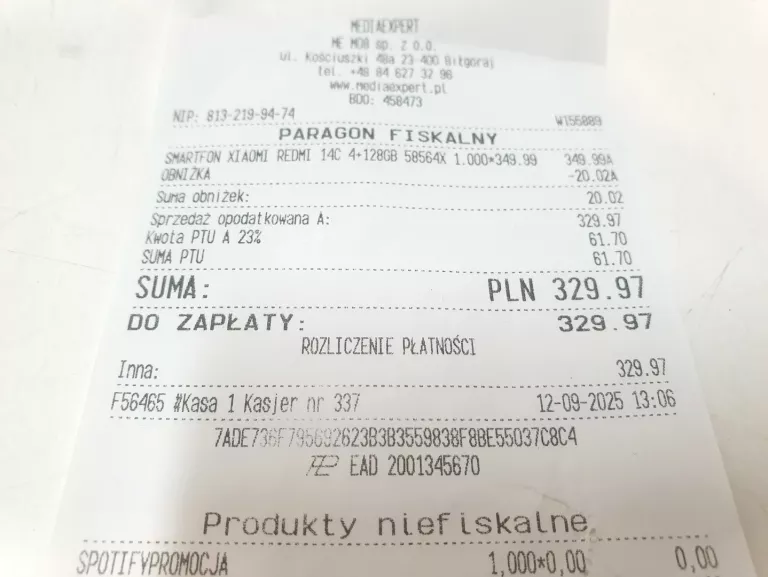 MEDIAEXPERT
ME MOB sp. z o.o.
ul. Kościuszki 48a 23-400 Biłgoraj
tel. +48 84 627 32 96
www.mediaexpert.pl
BDO: 458473
NIP: 813-219-94-74 W155889
PARAGON FISKALNY
SMARTFON XIAOMI REDMI 14C 4+128GB 58564X 1.000*349.99 349.99A
OBNIŻKA -20.02A
Suma obniżek: 20.02
Sprzedaż opodatkowana A: 329.97
Kwota PTU A 23% 61.70
SUMA PTU 61.70
SUMA: PLN 329.97
DO ZAPŁATY: 329.97
ROZLICZENIE PŁATNOŚCI
Inna: 329.97
F56465 #Kasa 1 Kasjer nr 337 12-09-2025 13:06
EAD 2001345670
Produkty niefiskalne
SPOTIFYPROMOCJA 1,000*0,00 0,00